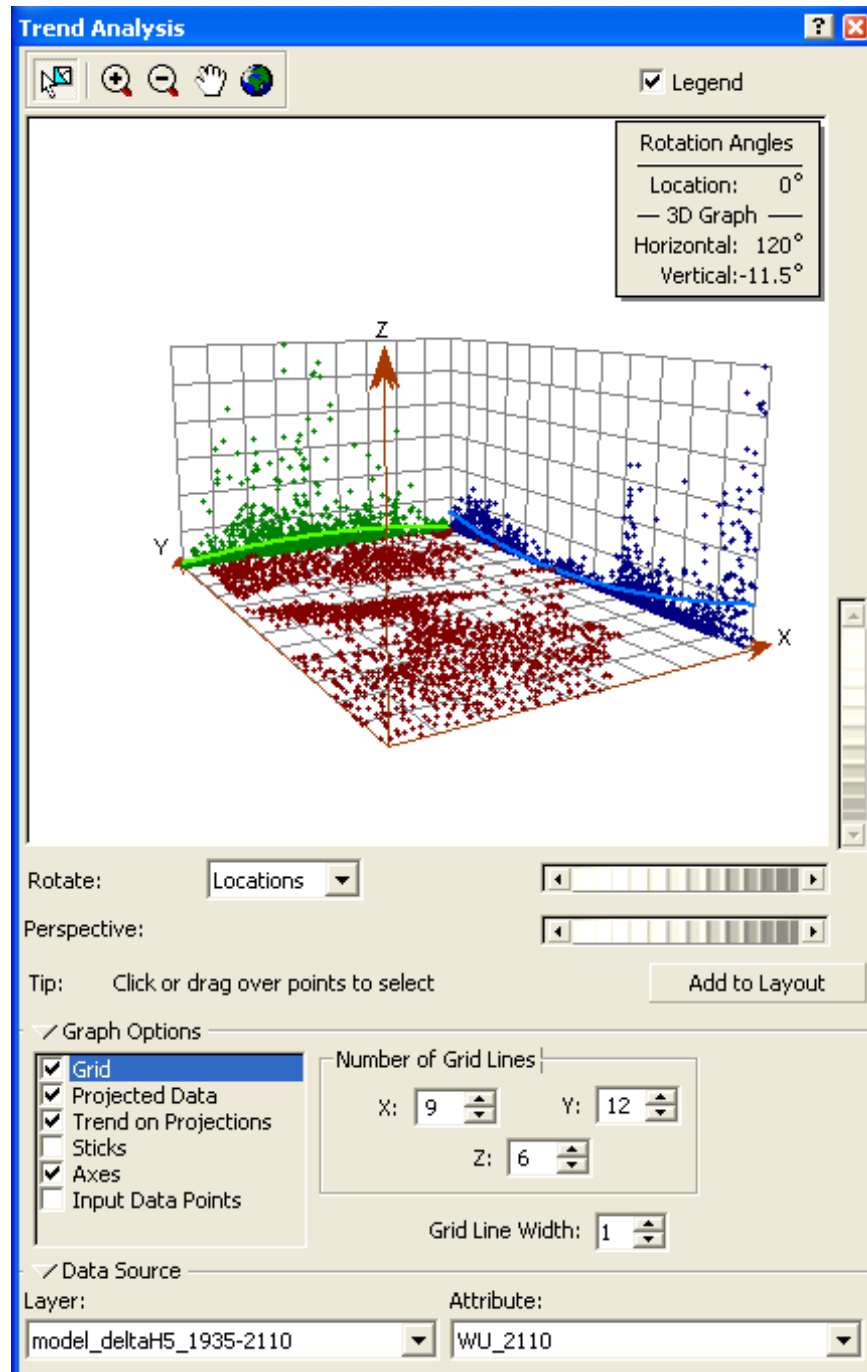 Trend Analysis
Legend
Rotation Angles
Location: 0°
3D Graph
Horizontal: 120°
Vertical:-11.5°
Z
Y
X
Rotate: Locations
Perspective:
Tip: Click or drag over points to select Add to Layout
Graph Options
Grid
Projected Data
Trend on Projections
Sticks
Axes
Input Data Points
Number of Grid Lines
X: 9 Y: 12
Z: 6
Grid Line Width: 1
Data Source
Layer: Attribute:
model_deltaH5_1935-2110 WU_2110